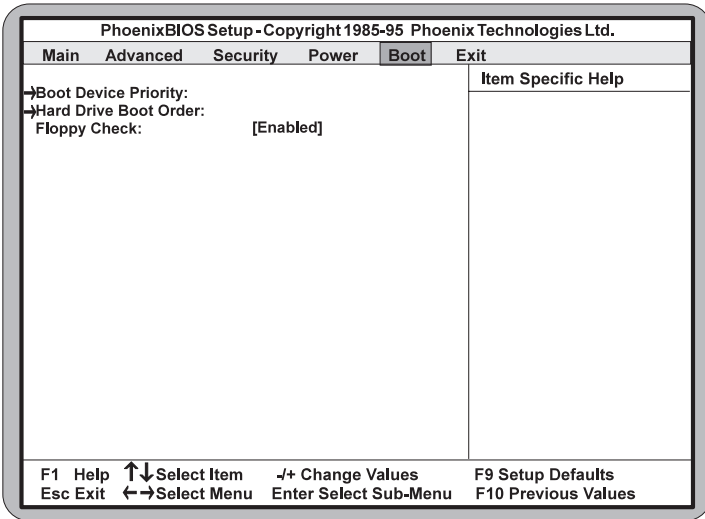 PhoenixBIOS Setup - Copyright 1985-95 Phoenix Technologies Ltd.
Main Advanced Security Power Boot Exit
Item Specific Help
→Boot Device Priority:
→Hard Drive Boot Order:
Floppy Check: [Enabled]
F1 Help ↑↓ Select Item -/+ Change Values F9 Setup Defaults
Esc Exit ←→ Select Menu Enter Select Sub-Menu F10 Previous Values